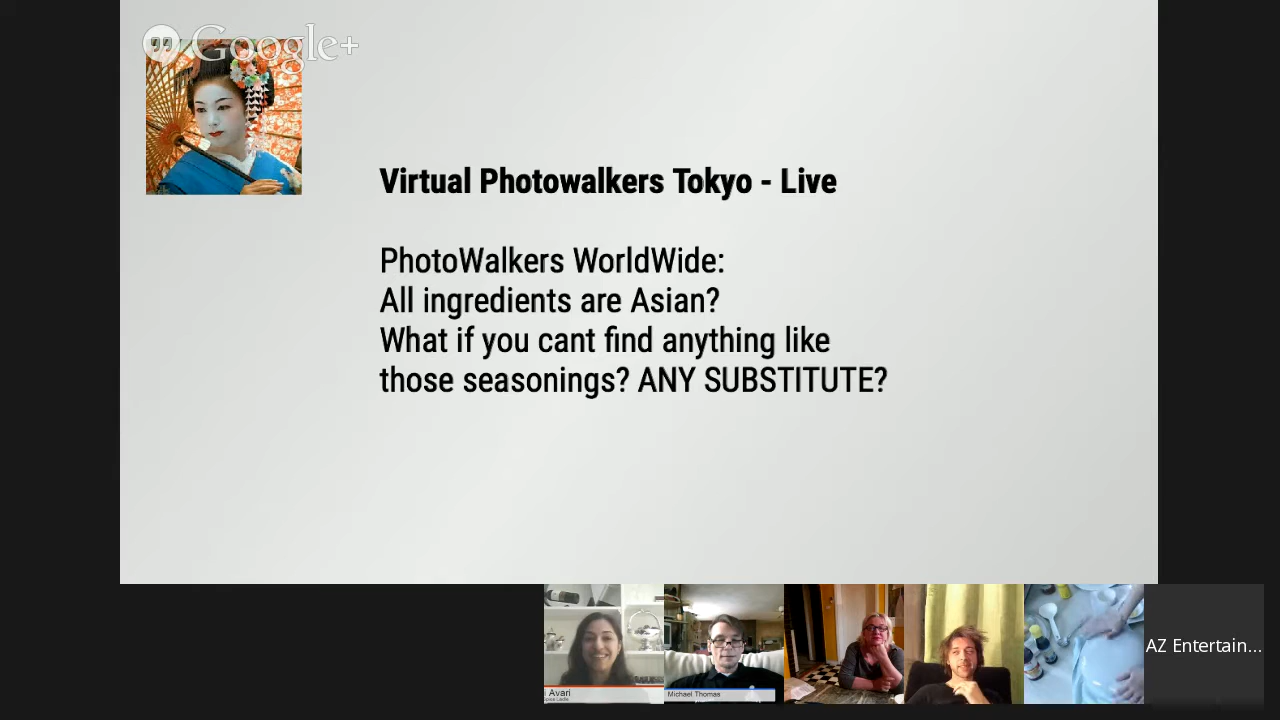 Google+
Virtual Photowalkers Tokyo - Live
PhotoWalkers WorldWide:
All ingredients are Asian?
What if you cant find anything like
those seasonings? ANY SUBSTITUTE?
i Avari
Michael Thomas
AZ Entertain...